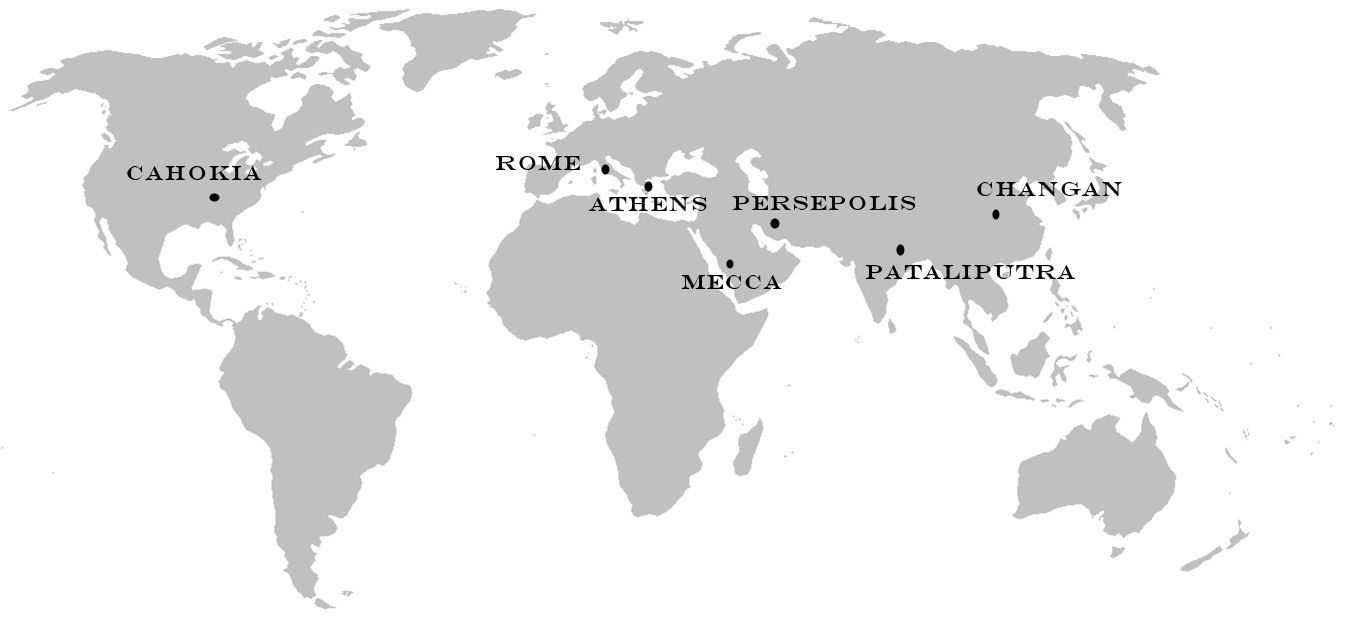 ROME
CAHOKIA
CHANGAN
ATHENS
PERSEPOLIS
PATALIPUTRA
MECCA